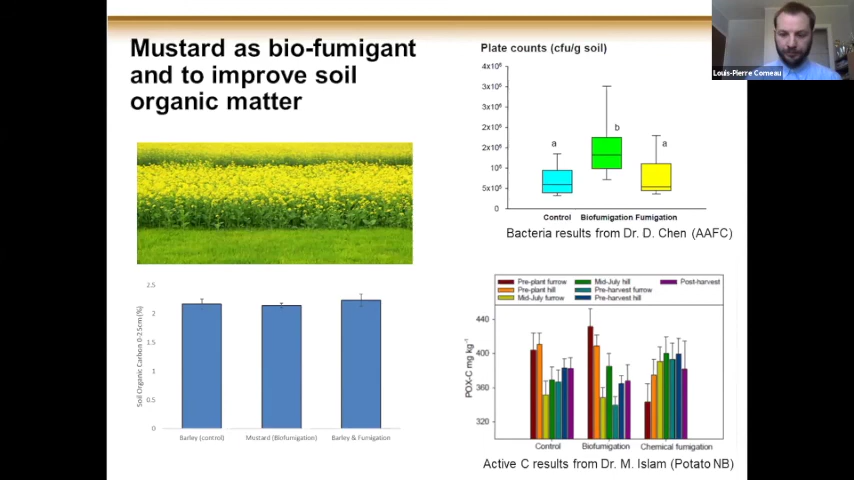 Mustard as bio-fumigant
and to improve soil
organic matter
Plate counts (cfu/g soil)
4x10⁶
3x10⁶
3x10⁶
2x10⁶
2x10⁶
10⁶
5x10⁵
0
a
b
a
Control Biofumigation Fumigation
Bacteria results from Dr. D. Chen (AAFC)
Louis-Pierre Comeau
Soil Organic Carbon 0-25cm (%)
2.5
2
1.5
1
0.5
0
Barley (control) Mustard (Biofumigation) Barley & Fumigation
Pre-plant furrow Mid-July hill Post-harvest
Pre-plant hill Pre-harvest furrow
Mid-July furrow Pre-harvest hill
POX-C mg kg⁻¹
440
400
360
320
Control Biofumigation Chemical fumigation
Active C results from Dr. M. Islam (Potato NB)